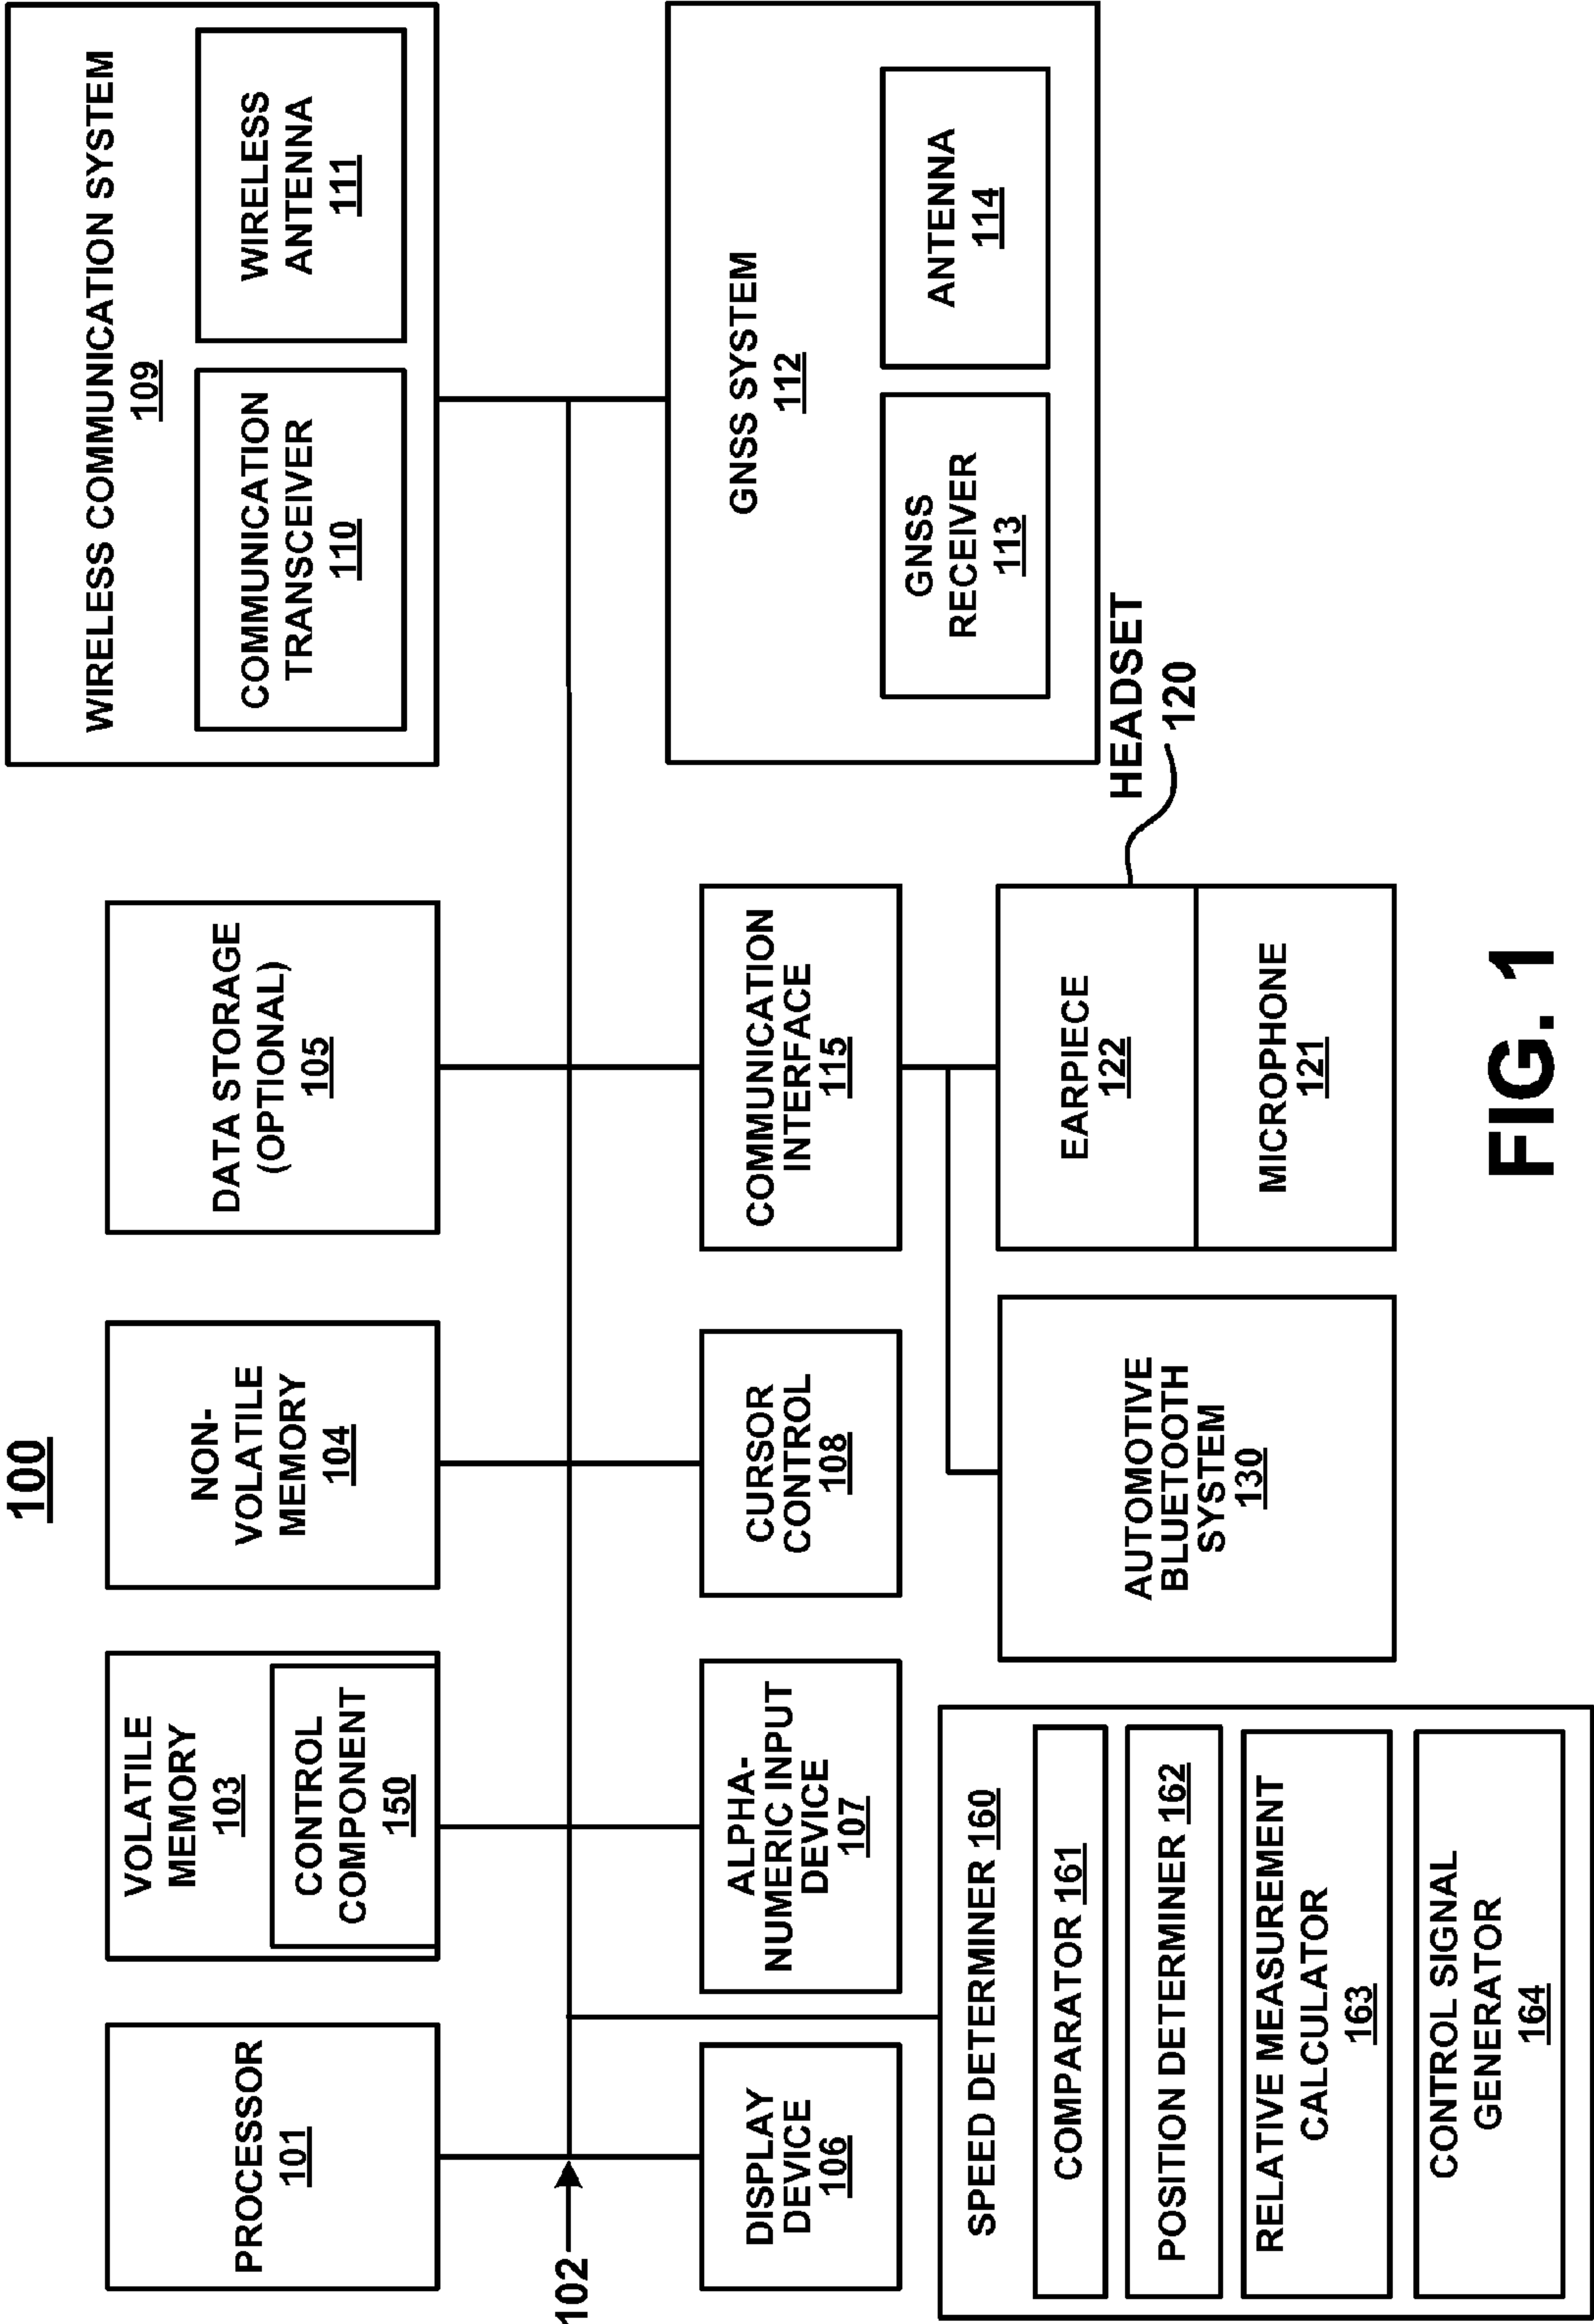 100
PROCESSOR
101
VOLATILE
MEMORY
103
CONTROL
COMPONENT
150
NON-
VOLATILE
MEMORY
104
DATA STORAGE
(OPTIONAL)
105
WIRELESS COMMUNICATION SYSTEM
109
COMMUNICATION
TRANSCEIVER
110
WIRELESS
ANTENNA
111
102
DISPLAY
DEVICE
106
ALPHA-
NUMERIC INPUT
DEVICE
107
CURSOR
CONTROL
108
COMMUNICATION
INTERFACE
115
GNSS SYSTEM
112
GNSS
RECEIVER
113
ANTENNA
114
SPEED DETERMINER 160
COMPARATOR 161
POSITION DETERMINER 162
RELATIVE MEASUREMENT
CALCULATOR
163
CONTROL SIGNAL
GENERATOR
164
AUTOMOTIVE
BLUETOOTH
SYSTEM
130
EARPIECE
122
MICROPHONE
121
HEADSET
120
FIG. 1